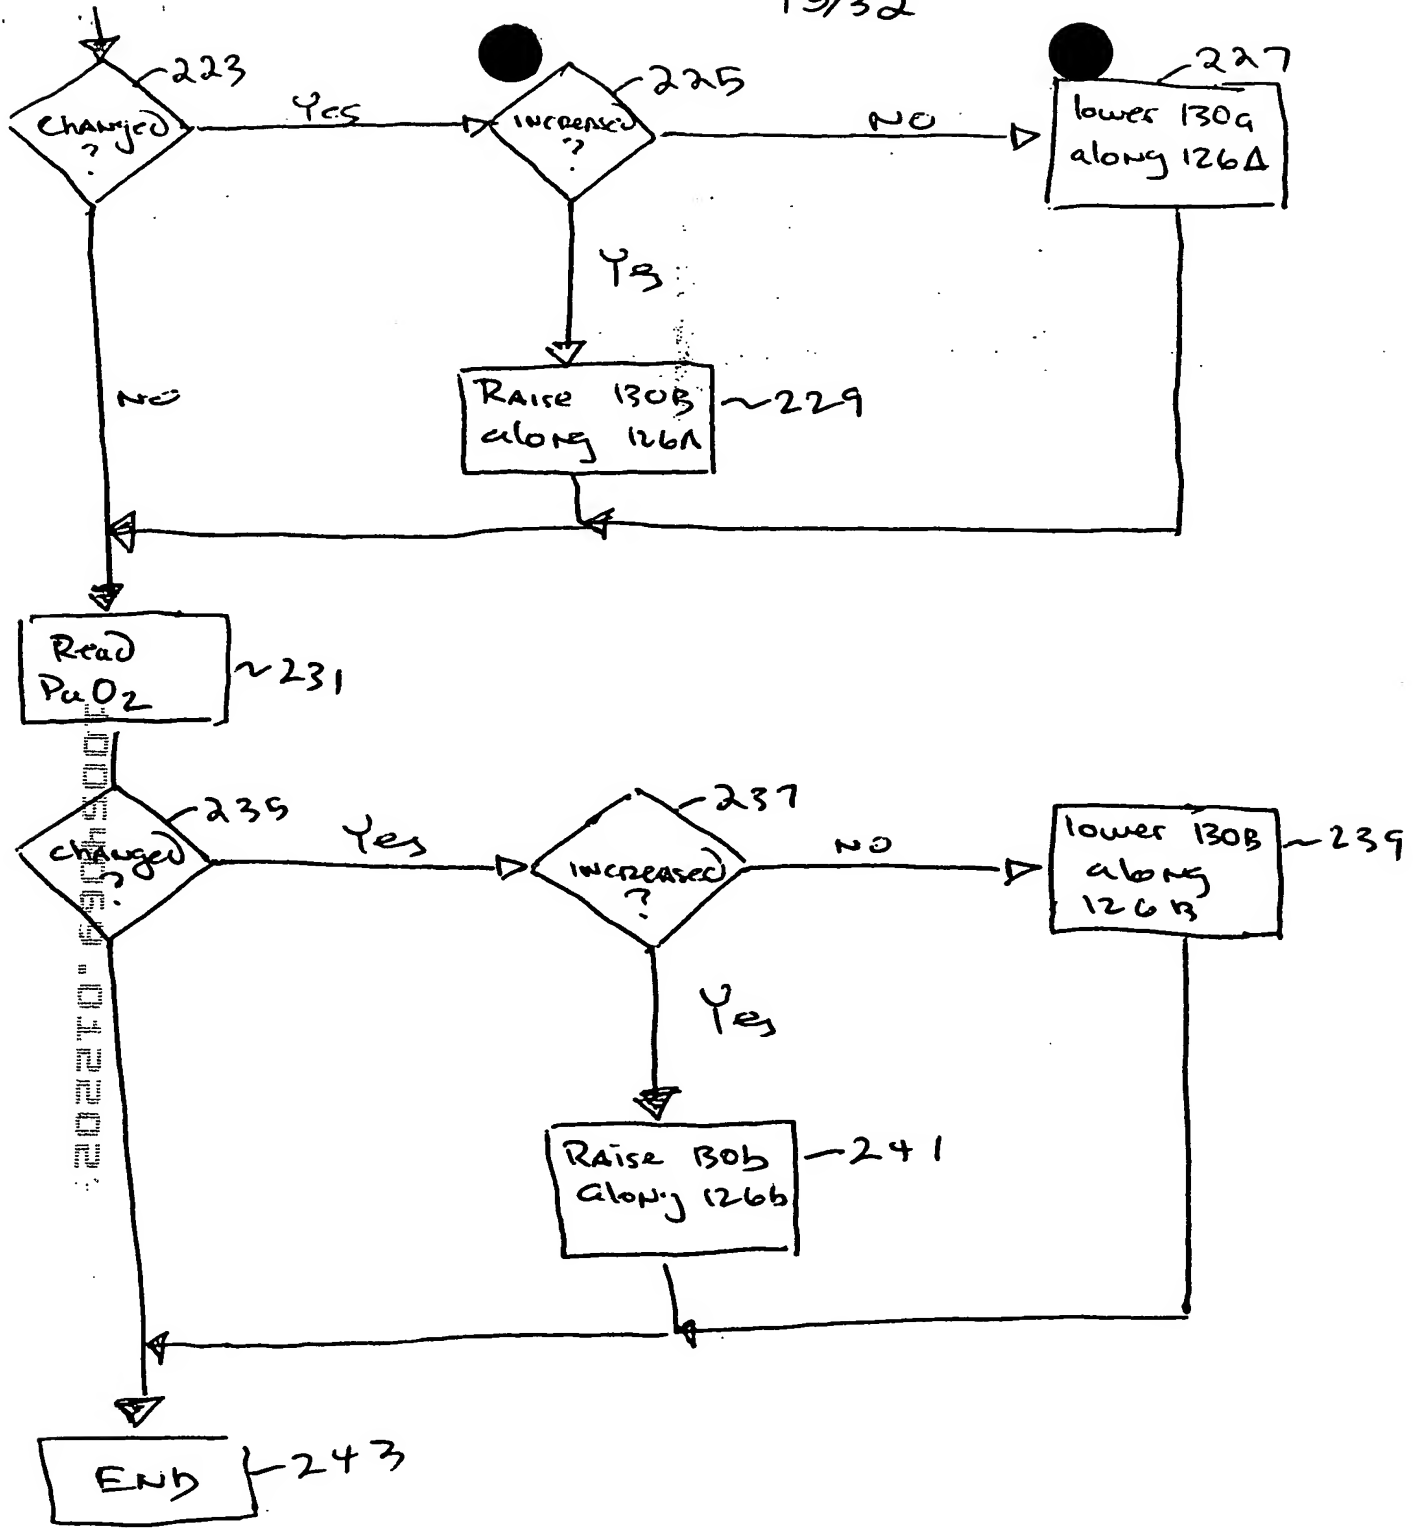 19/32
223
Changed
?
Yes
225
Increased
?
NO
227
lower 130a
along 126A
Yes
NO
Raise 130B
along 126A
229
Read
PaO2
231
235
Changed
?
Yes
237
Increased
?
NO
lower 130B
along
126B
239
Yes
Raise 130b
along 126b
241
END
243